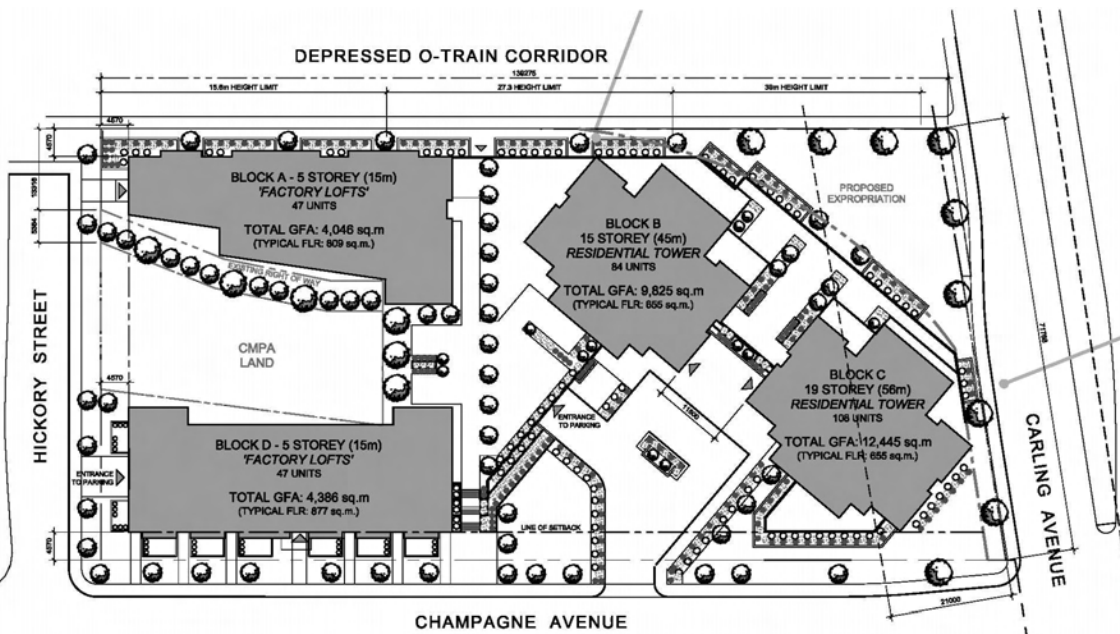 DEPRESSED O-TRAIN CORRIDOR
139275
15.6m HEIGHT LIMIT
27.3 HEIGHT LIMIT
39m HEIGHT LIMIT
4570
4570
13316
BLOCK A - 5 STOREY (15m)
'FACTORY LOFTS'
47 UNITS
TOTAL GFA: 4,046 sq.m
(TYPICAL FLR: 809 sq.m.)
PROPOSED
EXPROPRIATION
BLOCK B
15 STOREY (45m)
RESIDENTIAL TOWER
84 UNITS
TOTAL GFA: 9,825 sq.m
(TYPICAL FLR: 655 sq.m.)
EXISTING RIGHT OF WAY
HICKORY STREET
CMPA
LAND
4570
BLOCK C
19 STOREY (56m)
RESIDENTIAL TOWER
106 UNITS
TOTAL GFA: 12,445 sq.m
(TYPICAL FLR: 655 sq.m.)
11500
ENTRANCE
TO PARKING
CARLING AVENUE
BLOCK D - 5 STOREY (15m)
'FACTORY LOFTS'
47 UNITS
TOTAL GFA: 4,386 sq.m
(TYPICAL FLR: 877 sq.m.)
ENTRANCE
TO PARKING
LINE OF SETBACK
4570
21000
CHAMPAGNE AVENUE